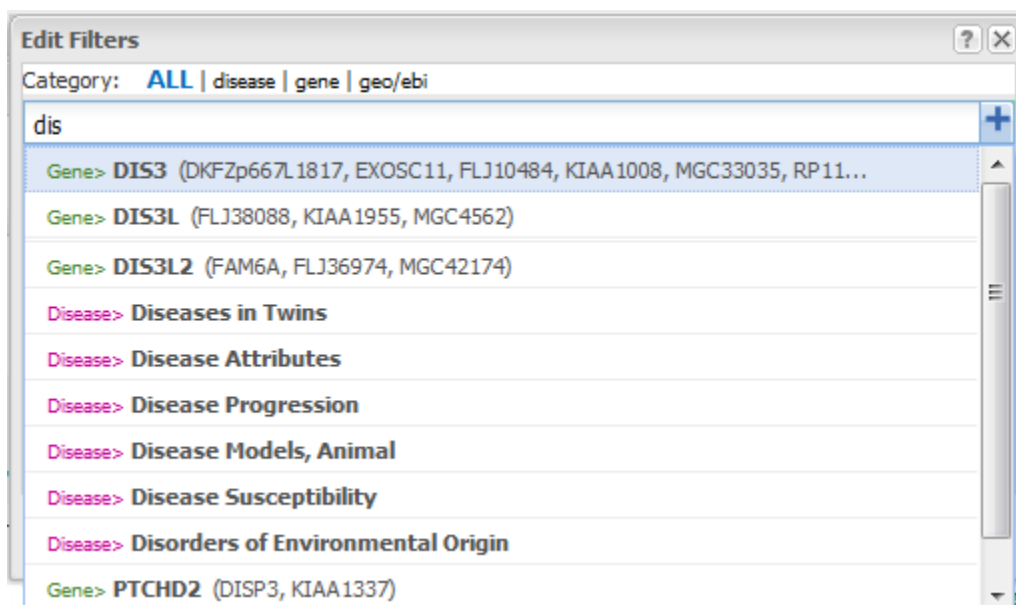 Edit Filters ?
Category: ALL | disease | gene | geo/ebi
dis
Gene> DIS3 (DKFZp667L1817, EXOSC11, FLJ10484, KIAA1008, MGC33035, RP11...
Gene> DIS3L (FLJ38088, KIAA1955, MGC4562)
Gene> DIS3L2 (FAM6A, FLJ36974, MGC42174)
Disease> Diseases in Twins
Disease> Disease Attributes
Disease> Disease Progression
Disease> Disease Models, Animal
Disease> Disease Susceptibility
Disease> Disorders of Environmental Origin
Gene> PTCHD2 (DISP3, KIAA1337)